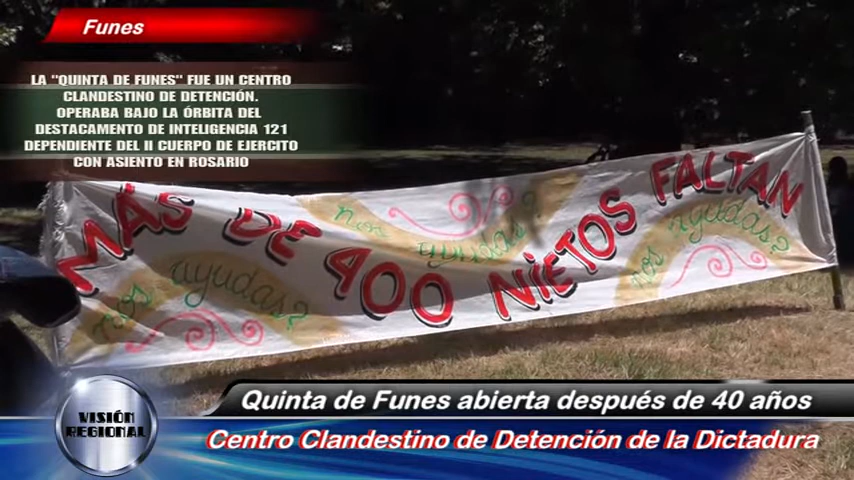 Funes
LA "QUINTA DE FUNES" FUE UN CENTRO
CLANDESTINO DE DETENCIÓN.
OPERABA BAJO LA ÓRBITA DEL
DESTACAMENTO DE INTELIGENCIA 121
DEPENDIENTE DEL II CUERPO DE EJERCITO
CON ASIENTO EN ROSARIO
MÁS DE 400 NIETOS FALTAN
nos ayudas?
nos ayudas?
nos ayudas?
Quinta de Funes abierta después de 40 años
Centro Clandestino de Detención de la Dictadura
VISIÓN
REGIONAL